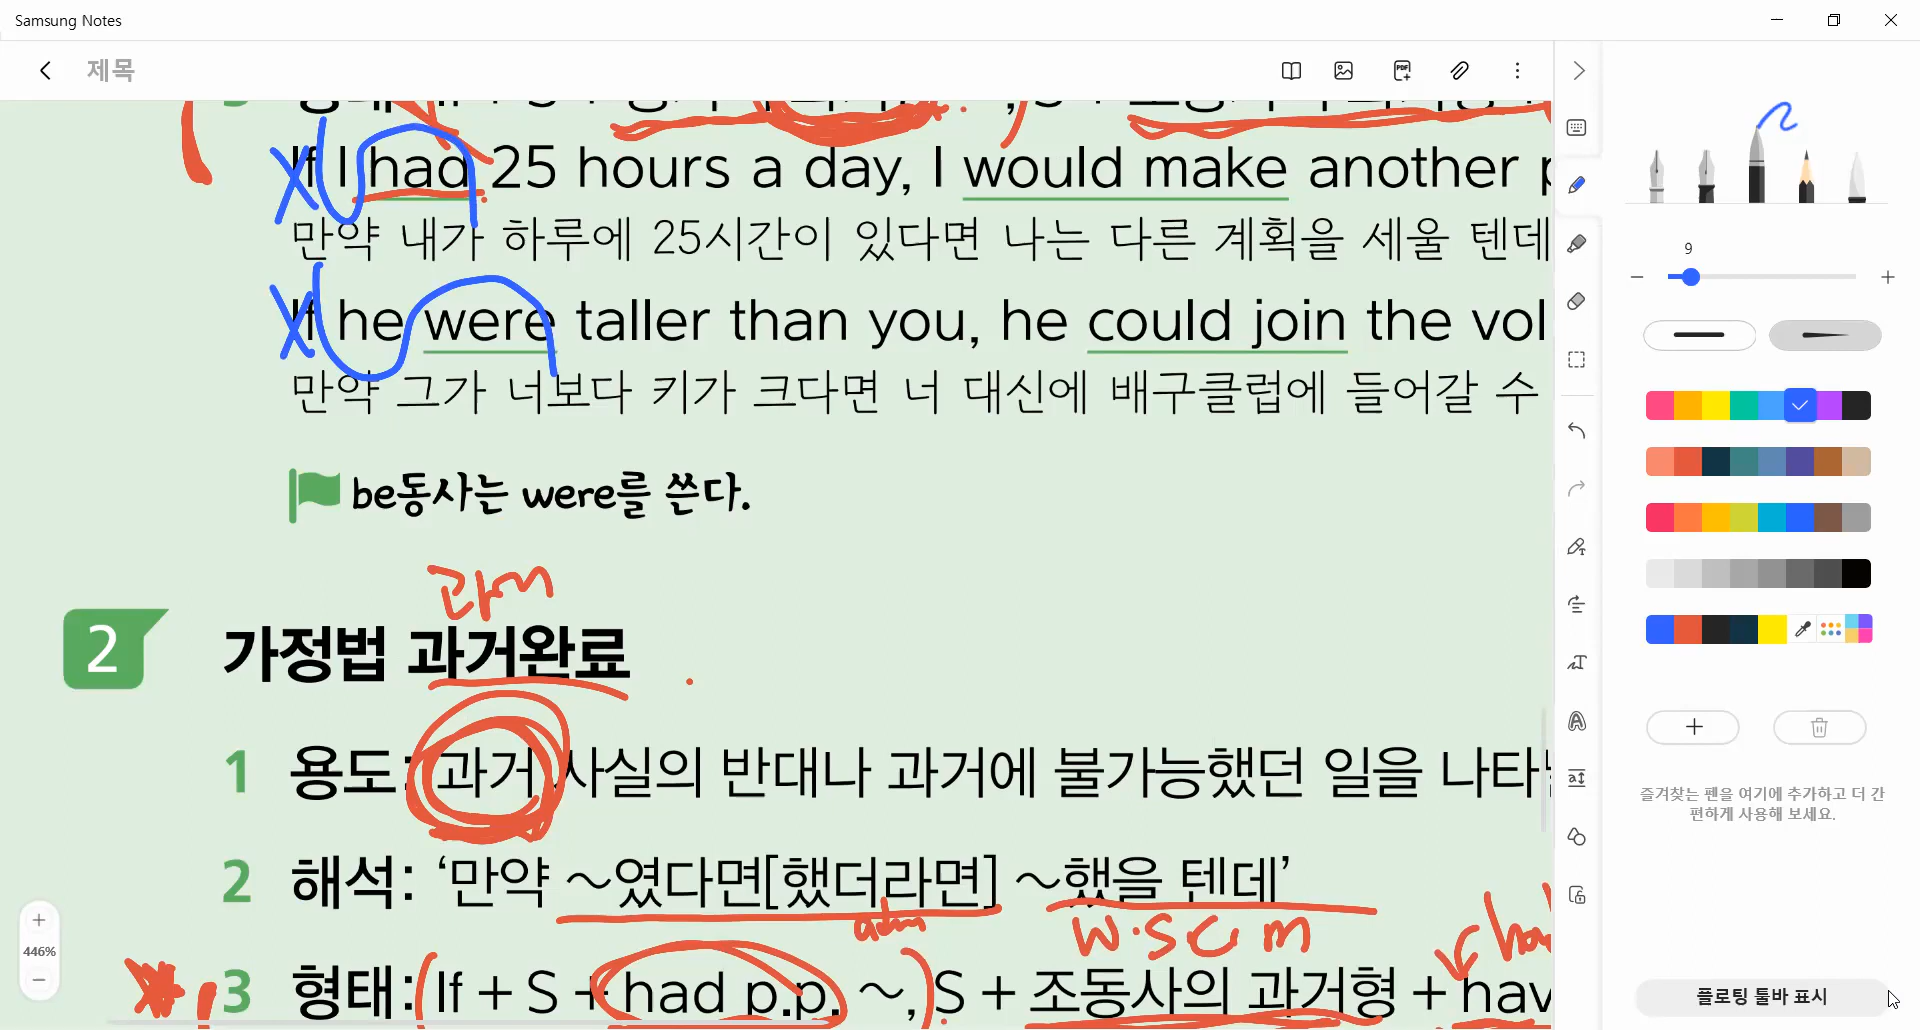 Samsung Notes
제목
If I had 25 hours a day, I would make another
만약 내가 하루에 25시간이 있다면 나는 다른 계획을 세울 텐데
If he were taller than you, he could join the vol
만약 그가 너보다 키가 크다면 너 대신에 배구클럽에 들어갈 수
be동사는 were를 쓴다.
2 가정법 과거완료
1 용도: 과거 사실의 반대나 과거에 불가능했던 일을 나타
2 해석: ‘만약 ~였다면[했더라면] ~했을 텐데’
w.s c m
3 형태: If + S + had p.p. ~, S + 조동사의 과거형 + hav
446%
PDF
9
즐겨찾는 펜을 여기에 추가하고 더 간
편하게 사용해 보세요.
플로팅 툴바 표시